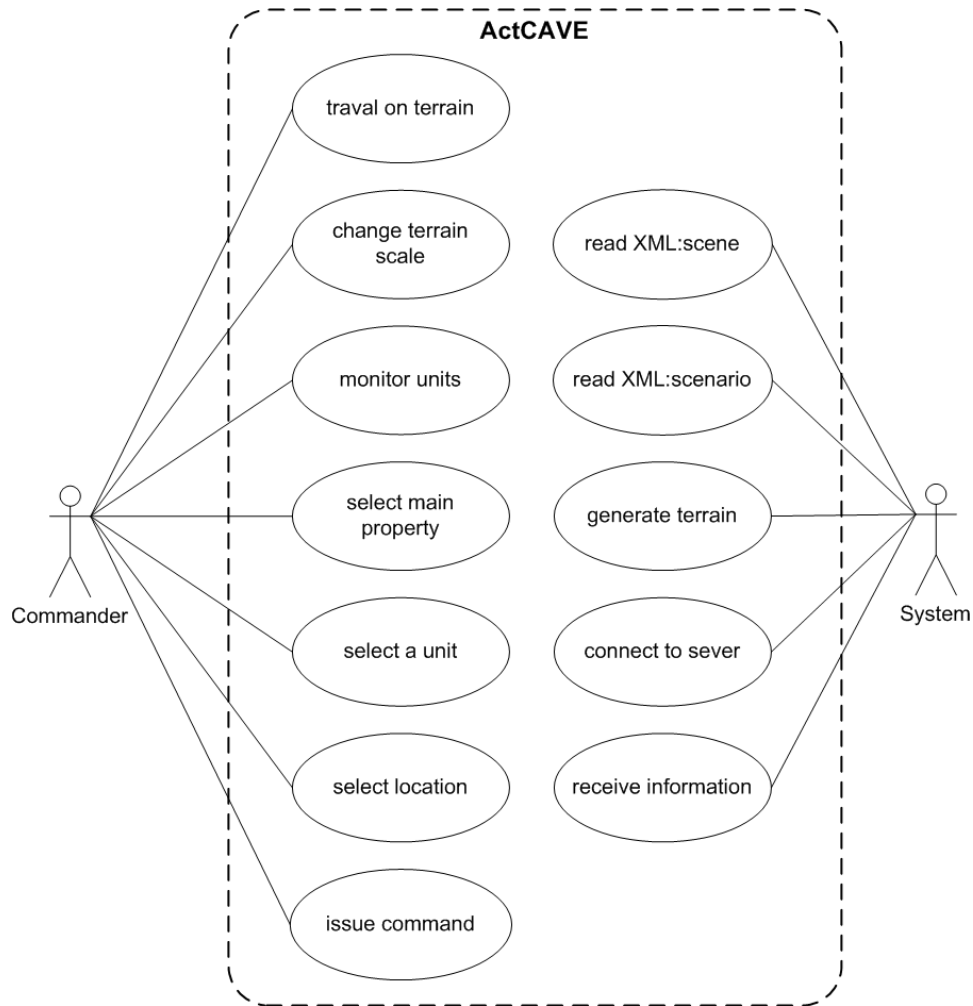 ActCAVE
traval on terrain
change terrain
scale
read XML:scene
monitor units
read XML:scenario
select main
property
generate terrain
Commander
System
select a unit
connect to sever
select location
receive information
issue command